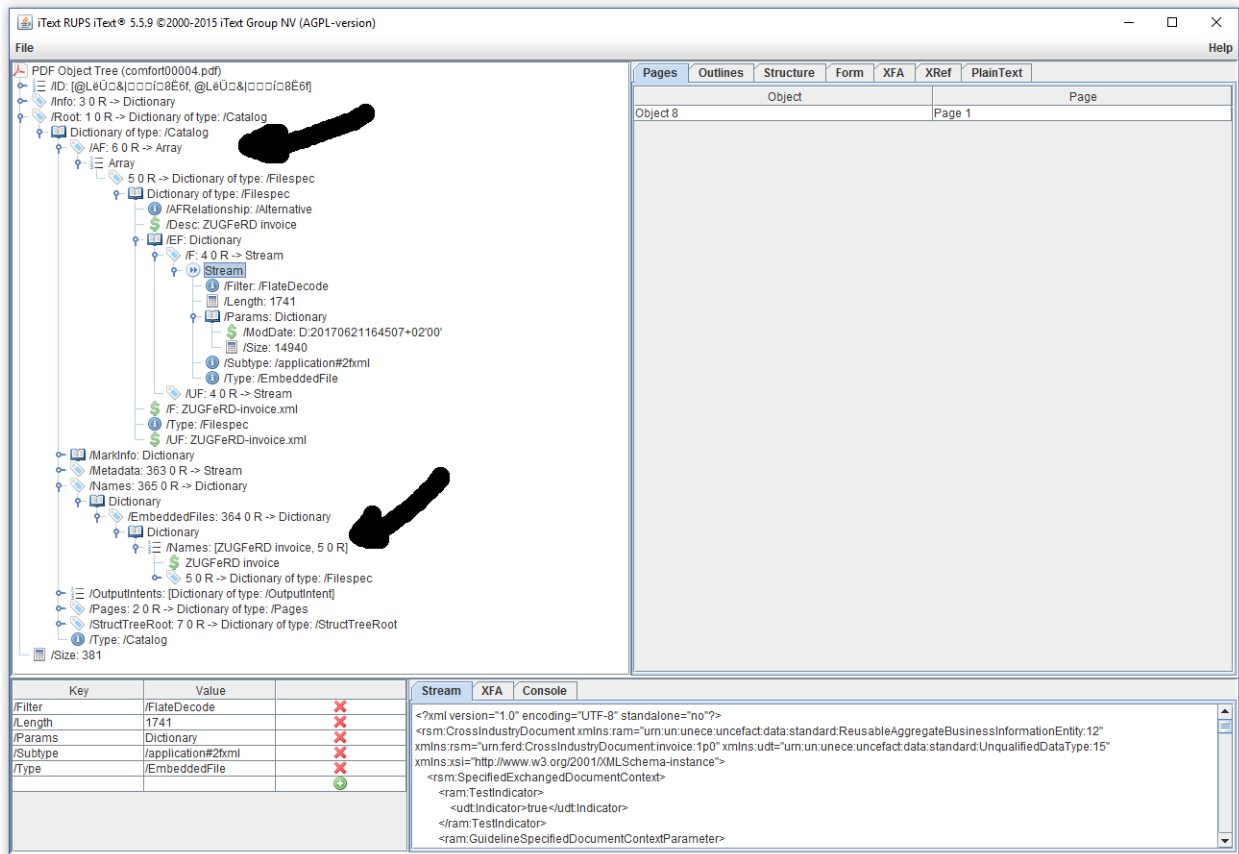 iText RUPS iText® 5.5.9 ©2000-2015 iText Group NV (AGPL-version)
File
Help
PDF Object Tree (comfort00004.pdf)
/Info: 3 0 R -> Dictionary
/Root: 1 0 R -> Dictionary of type: /Catalog
Dictionary of type: /Catalog
/AF: 6 0 R -> Array
Array
5 0 R -> Dictionary of type: /Filespec
Dictionary of type: /Filespec
/AFRelationship: /Alternative
/Desc: ZUGFeRD invoice
/EF: Dictionary
/F: 4 0 R -> Stream
Stream
/Filter: /FlateDecode
/Length: 1741
/Params: Dictionary
/ModDate: D:20170621164507+02'00'
/Size: 14940
/Subtype: /application#2fxml
/Type: /EmbeddedFile
/UF: 4 0 R -> Stream
/F: ZUGFeRD-invoice.xml
/Type: /Filespec
/UF: ZUGFeRD-invoice.xml
/MarkInfo: Dictionary
/Metadata: 363 0 R -> Stream
/Names: 365 0 R -> Dictionary
Dictionary
/EmbeddedFiles: 364 0 R -> Dictionary
Dictionary
/Names: [ZUGFeRD invoice, 5 0 R]
ZUGFeRD invoice
5 0 R -> Dictionary of type: /Filespec
/OutputIntents: [Dictionary of type: /OutputIntent]
/Pages: 2 0 R -> Dictionary of type: /Pages
/StructTreeRoot: 7 0 R -> Dictionary of type: /StructTreeRoot
/Type: /Catalog
/Size: 381
Pages Outlines Structure Form XFA XRef PlainText
Object Page
Object 8 Page 1
Key Value
/Filter /FlateDecode
/Length 1741
/Params Dictionary
/Subtype /application#2fxml
/Type /EmbeddedFile
Stream XFA Console
<?xml version="1.0" encoding="UTF-8" standalone="no"?>
<rsm:CrossIndustryDocument xmlns:ram="urn:un:unece:uncefact:data:standard:ReusableAggregateBusinessInformationEntity:12"
xmlns:rsm="urn:ferd:CrossIndustryDocument:invoice:1p0" xmlns:udt="urn:un:unece:uncefact:data:standard:UnqualifiedDataType:15"
xmlns:xsi="http://www.w3.org/2001/XMLSchema-instance">
<rsm:SpecifiedExchangedDocumentContext>
<ram:TestIndicator>
<udt:Indicator>true</udt:Indicator>
</ram:TestIndicator>
<ram:GuidelineSpecifiedDocumentContextParameter>